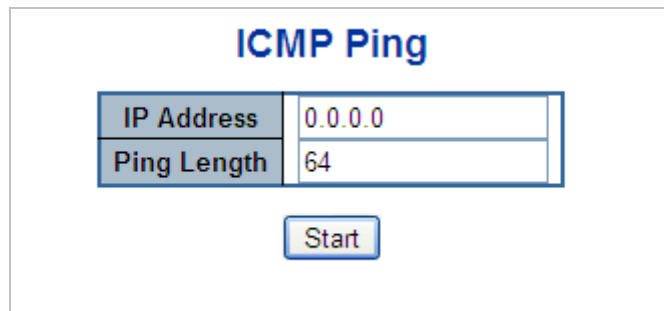 ICMP Ping
IP Address 0.0.0.0
Ping Length 64
Start